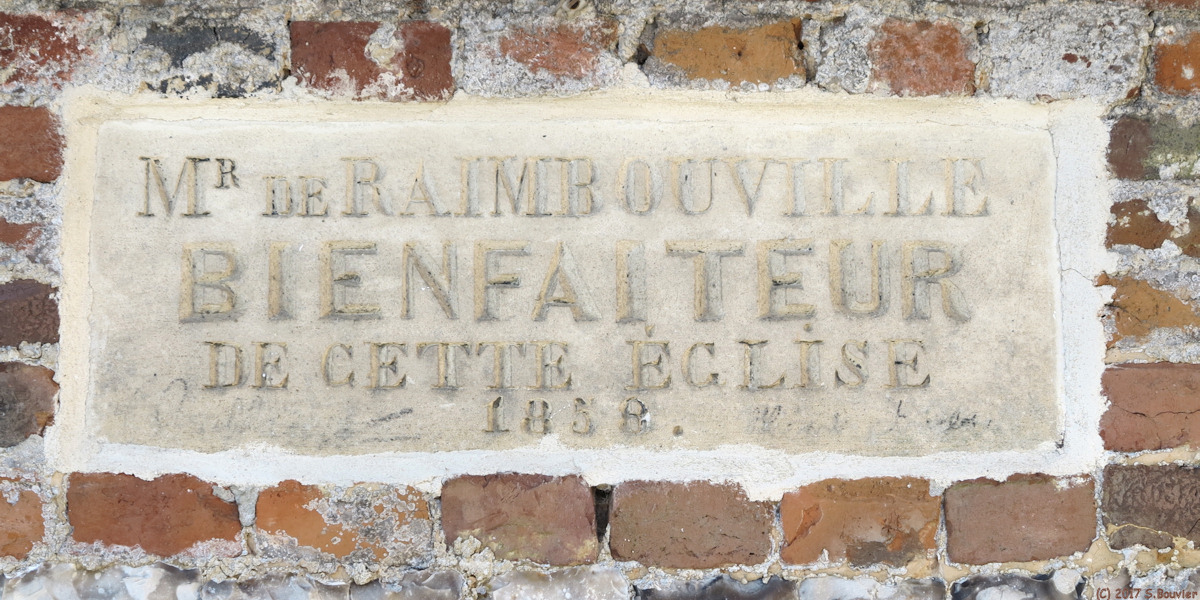 Mr DE RAIMBOUVILLE
BIENFAITEUR
DE CETTE ÉGLISE
1858.
(C) 2017 S.Bouvier